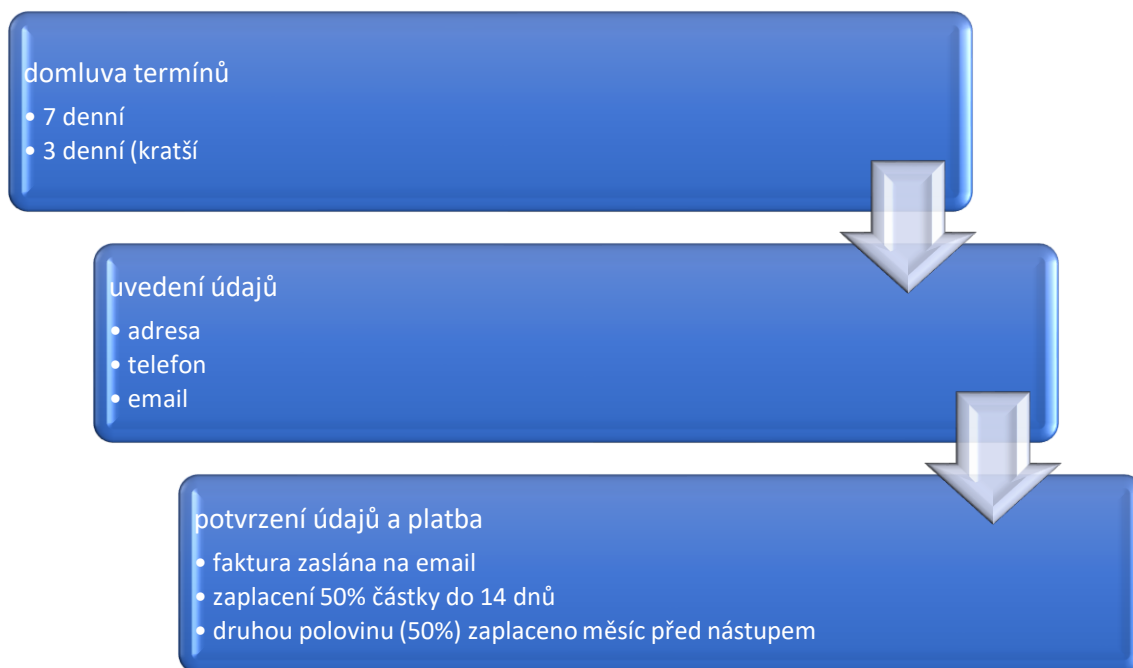 domluva termínů
• 7 denní
• 3 denní (kratší
uvedení údajů
• adresa
• telefon
• email
potvrzení údajů a platba
• faktura zaslána na email
• zaplacení 50% částky do 14 dnů
• druhou polovinu (50%) zaplaceno měsíc před nástupem